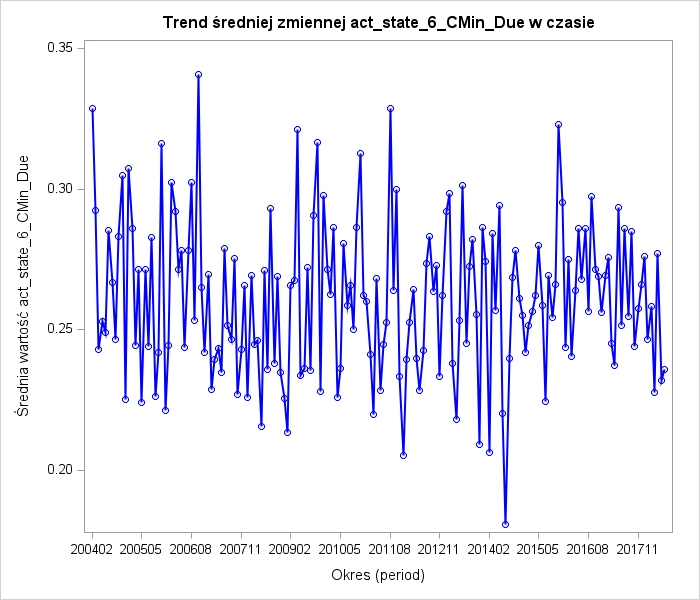 Trend średniej zmiennej act_state_6_CMin_Due w czasie
Średnia wartość act_state_6_CMin_Due
0.35
0.30
0.25
0.20
200402 200505 200608 200711 200902 201005 201108 201211 201402 201505 201608 201711
Okres (period)